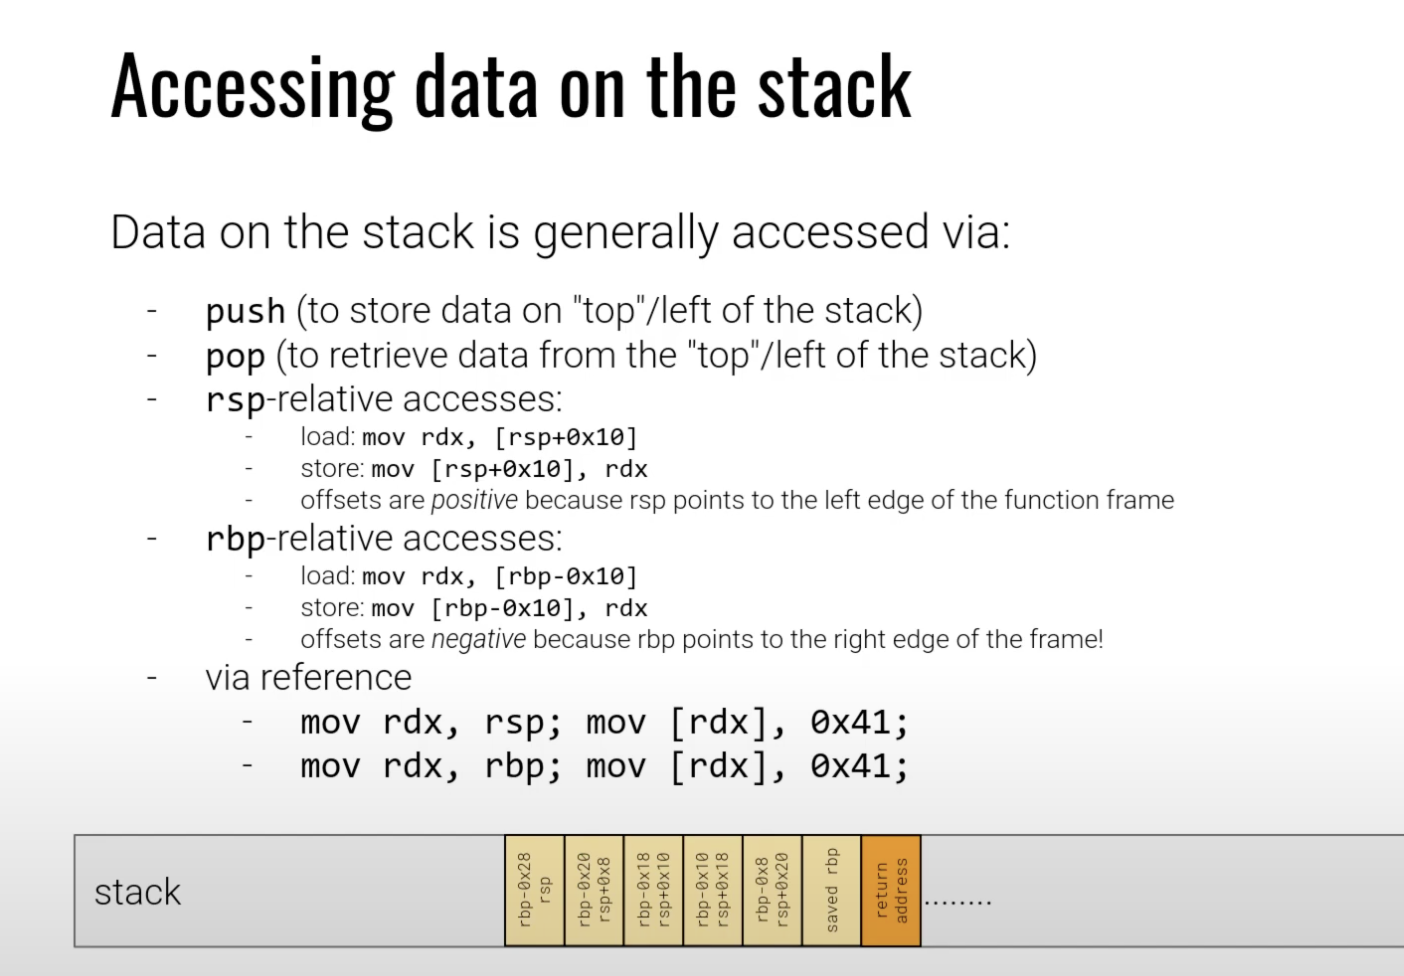 Accessing data on the stack
Data on the stack is generally accessed via:
- push (to store data on "top"/left of the stack)
- pop (to retrieve data from the "top"/left of the stack)
- rsp-relative accesses:
- load: mov rdx, [rsp+0x10]
- store: mov [rsp+0x10], rdx
- offsets are positive because rsp points to the left edge of the function frame
- rbp-relative accesses:
- load: mov rdx, [rbp-0x10]
- store: mov [rbp-0x10], rdx
- offsets are negative because rbp points to the right edge of the frame!
- via reference
- mov rdx, rsp; mov [rdx], 0x41;
- mov rdx, rbp; mov [rdx], 0x41;
stack
rbp-0x28
rsp
rbp-0x20
rsp+0x8
rbp-0x18
rsp+0x10
rbp-0x10
rsp+0x18
rbp-0x8
rsp+0x20
saved rbp
return
address
........